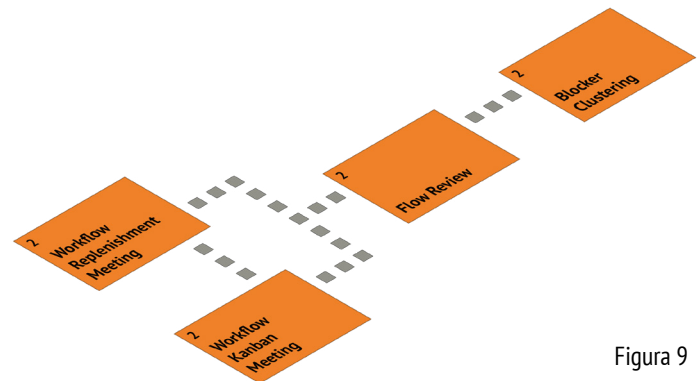 2
Blocker
Clustering
2
Flow Review
2
Workflow
Replenishment
Meeting
2
Workflow
Kanban
Meeting
Figura 9